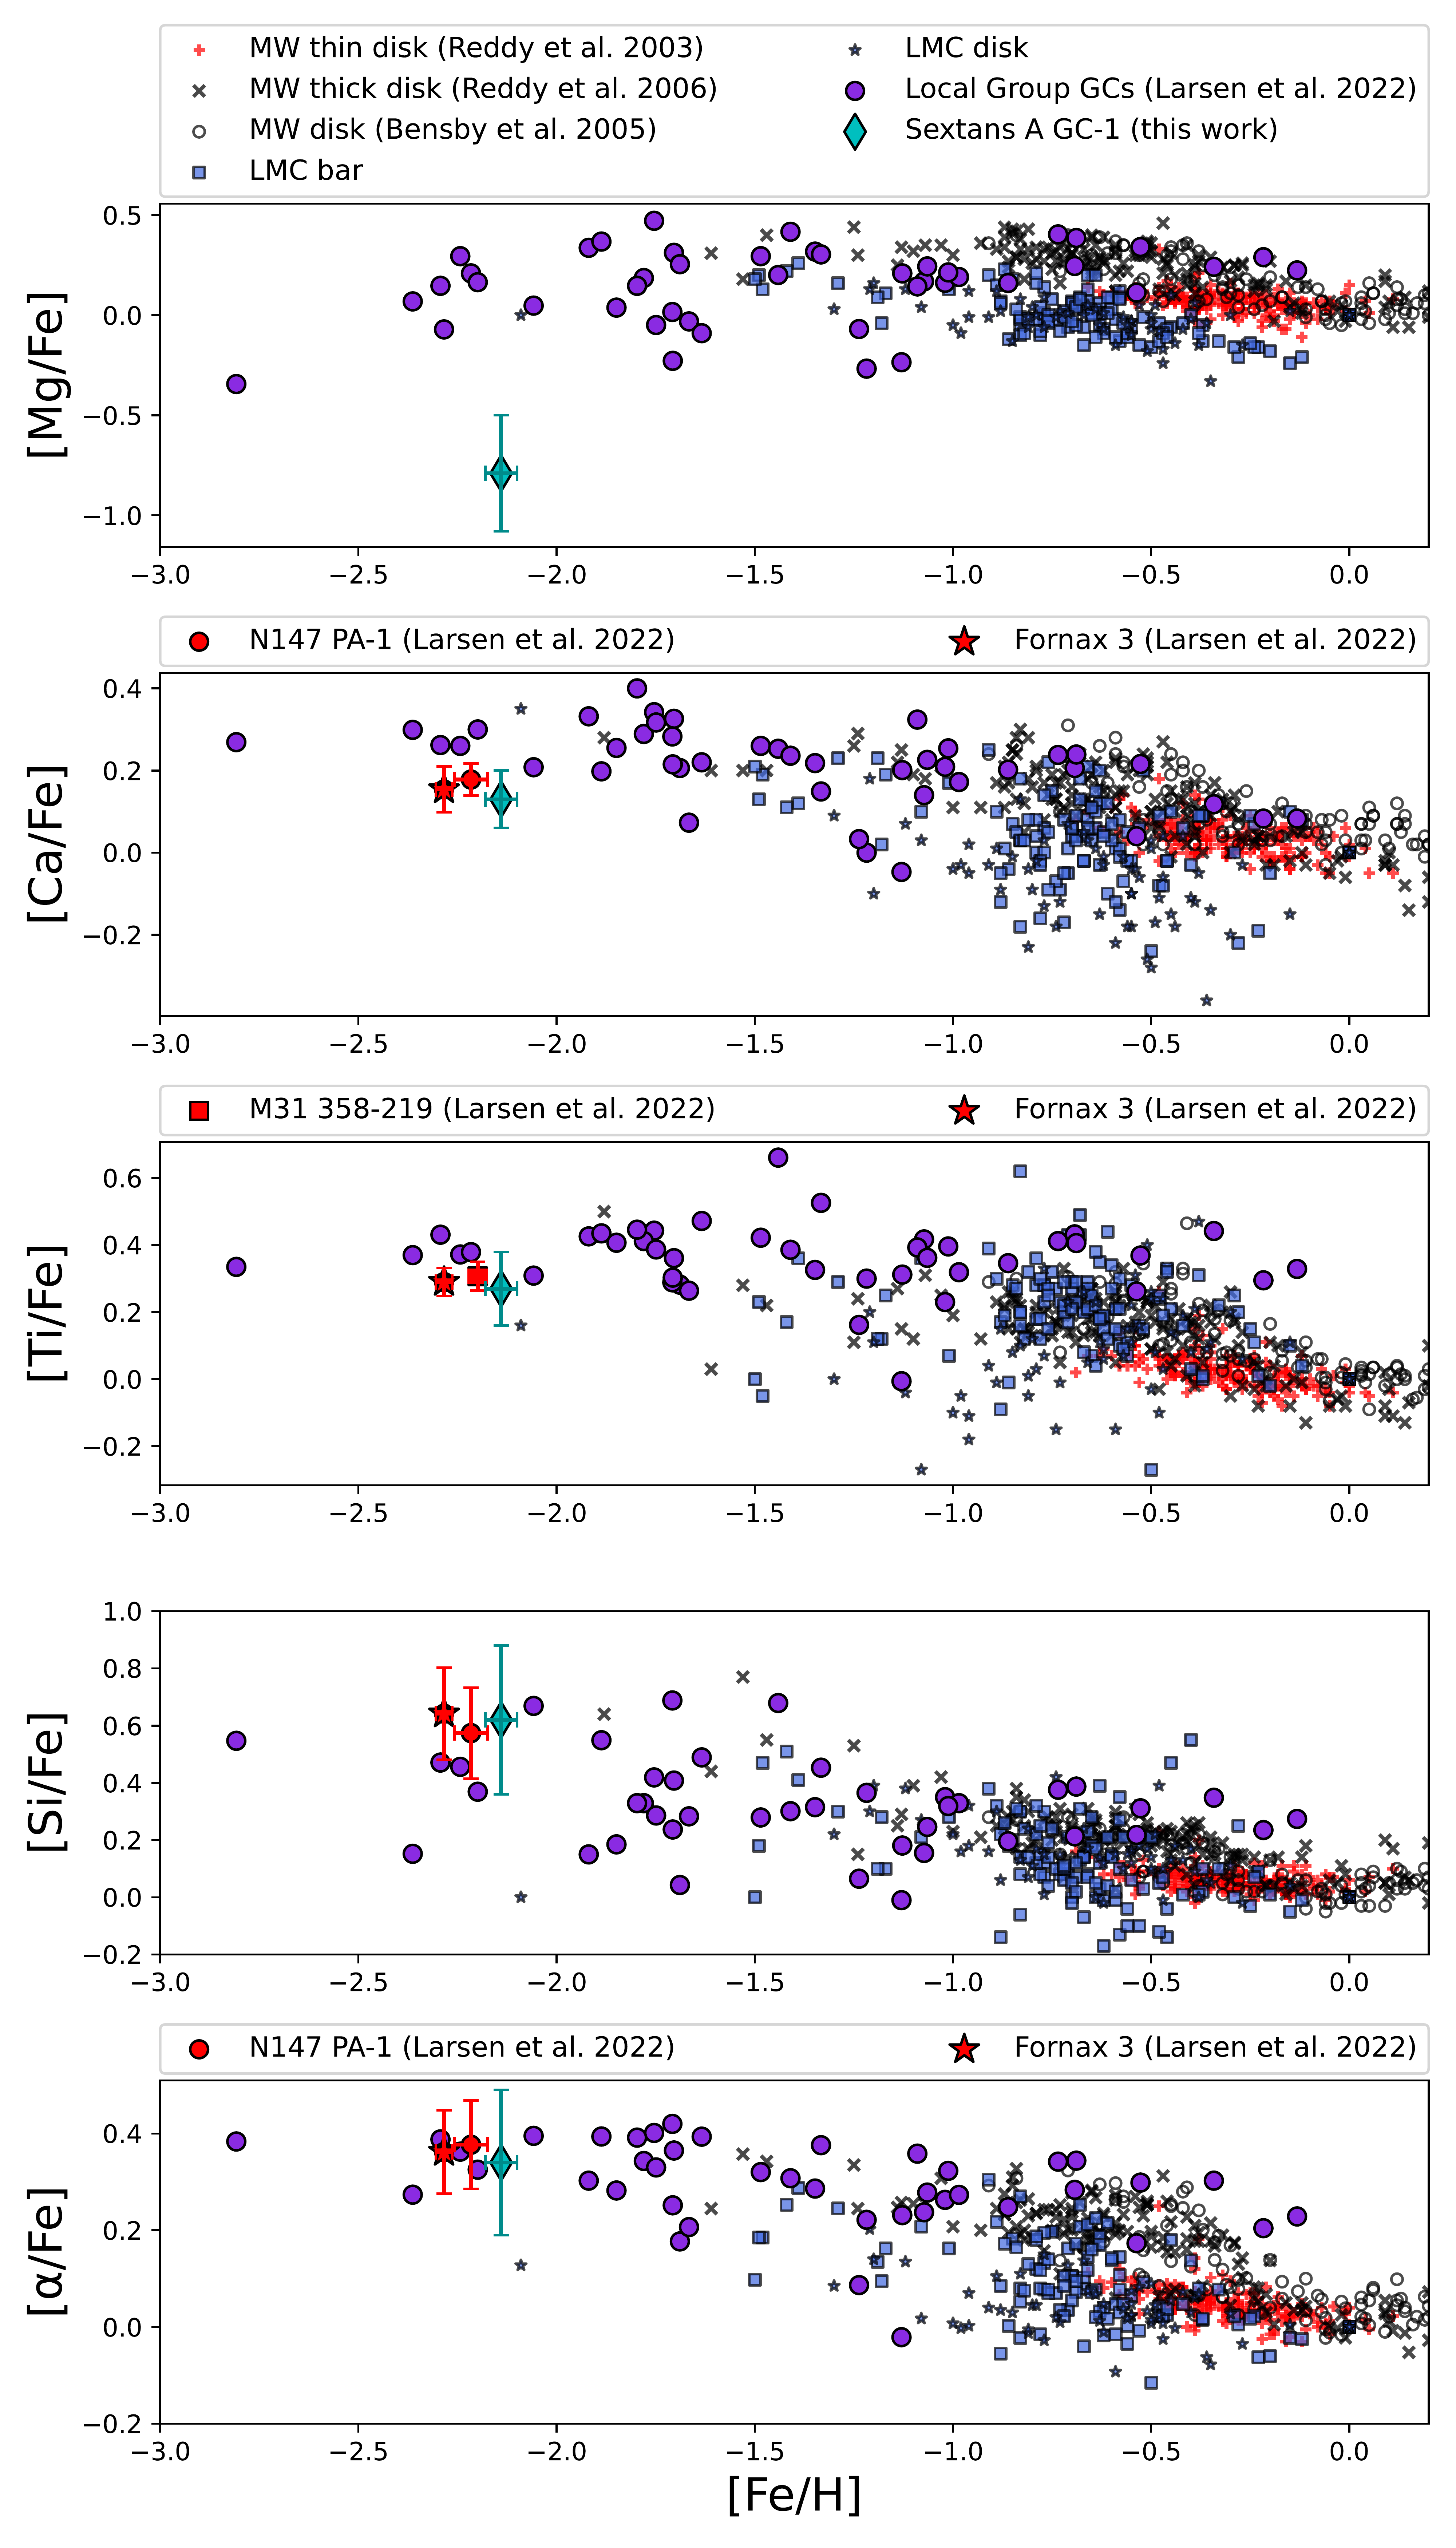 MW thin disk (Reddy et al. 2003)
MW thick disk (Reddy et al. 2006)
MW disk (Bensby et al. 2005)
LMC bar
LMC disk
Local Group GCs (Larsen et al. 2022)
Sextans A GC-1 (this work)
[Mg/Fe]
0.5
0.0
−0.5
−1.0
−3.0 −2.5 −2.0 −1.5 −1.0 −0.5 0.0
N147 PA-1 (Larsen et al. 2022) Fornax 3 (Larsen et al. 2022)
[Ca/Fe]
0.4
0.2
0.0
−0.2
−3.0 −2.5 −2.0 −1.5 −1.0 −0.5 0.0
M31 358-219 (Larsen et al. 2022) Fornax 3 (Larsen et al. 2022)
[Ti/Fe]
0.6
0.4
0.2
0.0
−0.2
−3.0 −2.5 −2.0 −1.5 −1.0 −0.5 0.0
[Si/Fe]
1.0
0.8
0.6
0.4
0.2
0.0
−0.2
−3.0 −2.5 −2.0 −1.5 −1.0 −0.5 0.0
N147 PA-1 (Larsen et al. 2022) Fornax 3 (Larsen et al. 2022)
[α/Fe]
0.4
0.2
0.0
−0.2
−3.0 −2.5 −2.0 −1.5 −1.0 −0.5 0.0
[Fe/H]